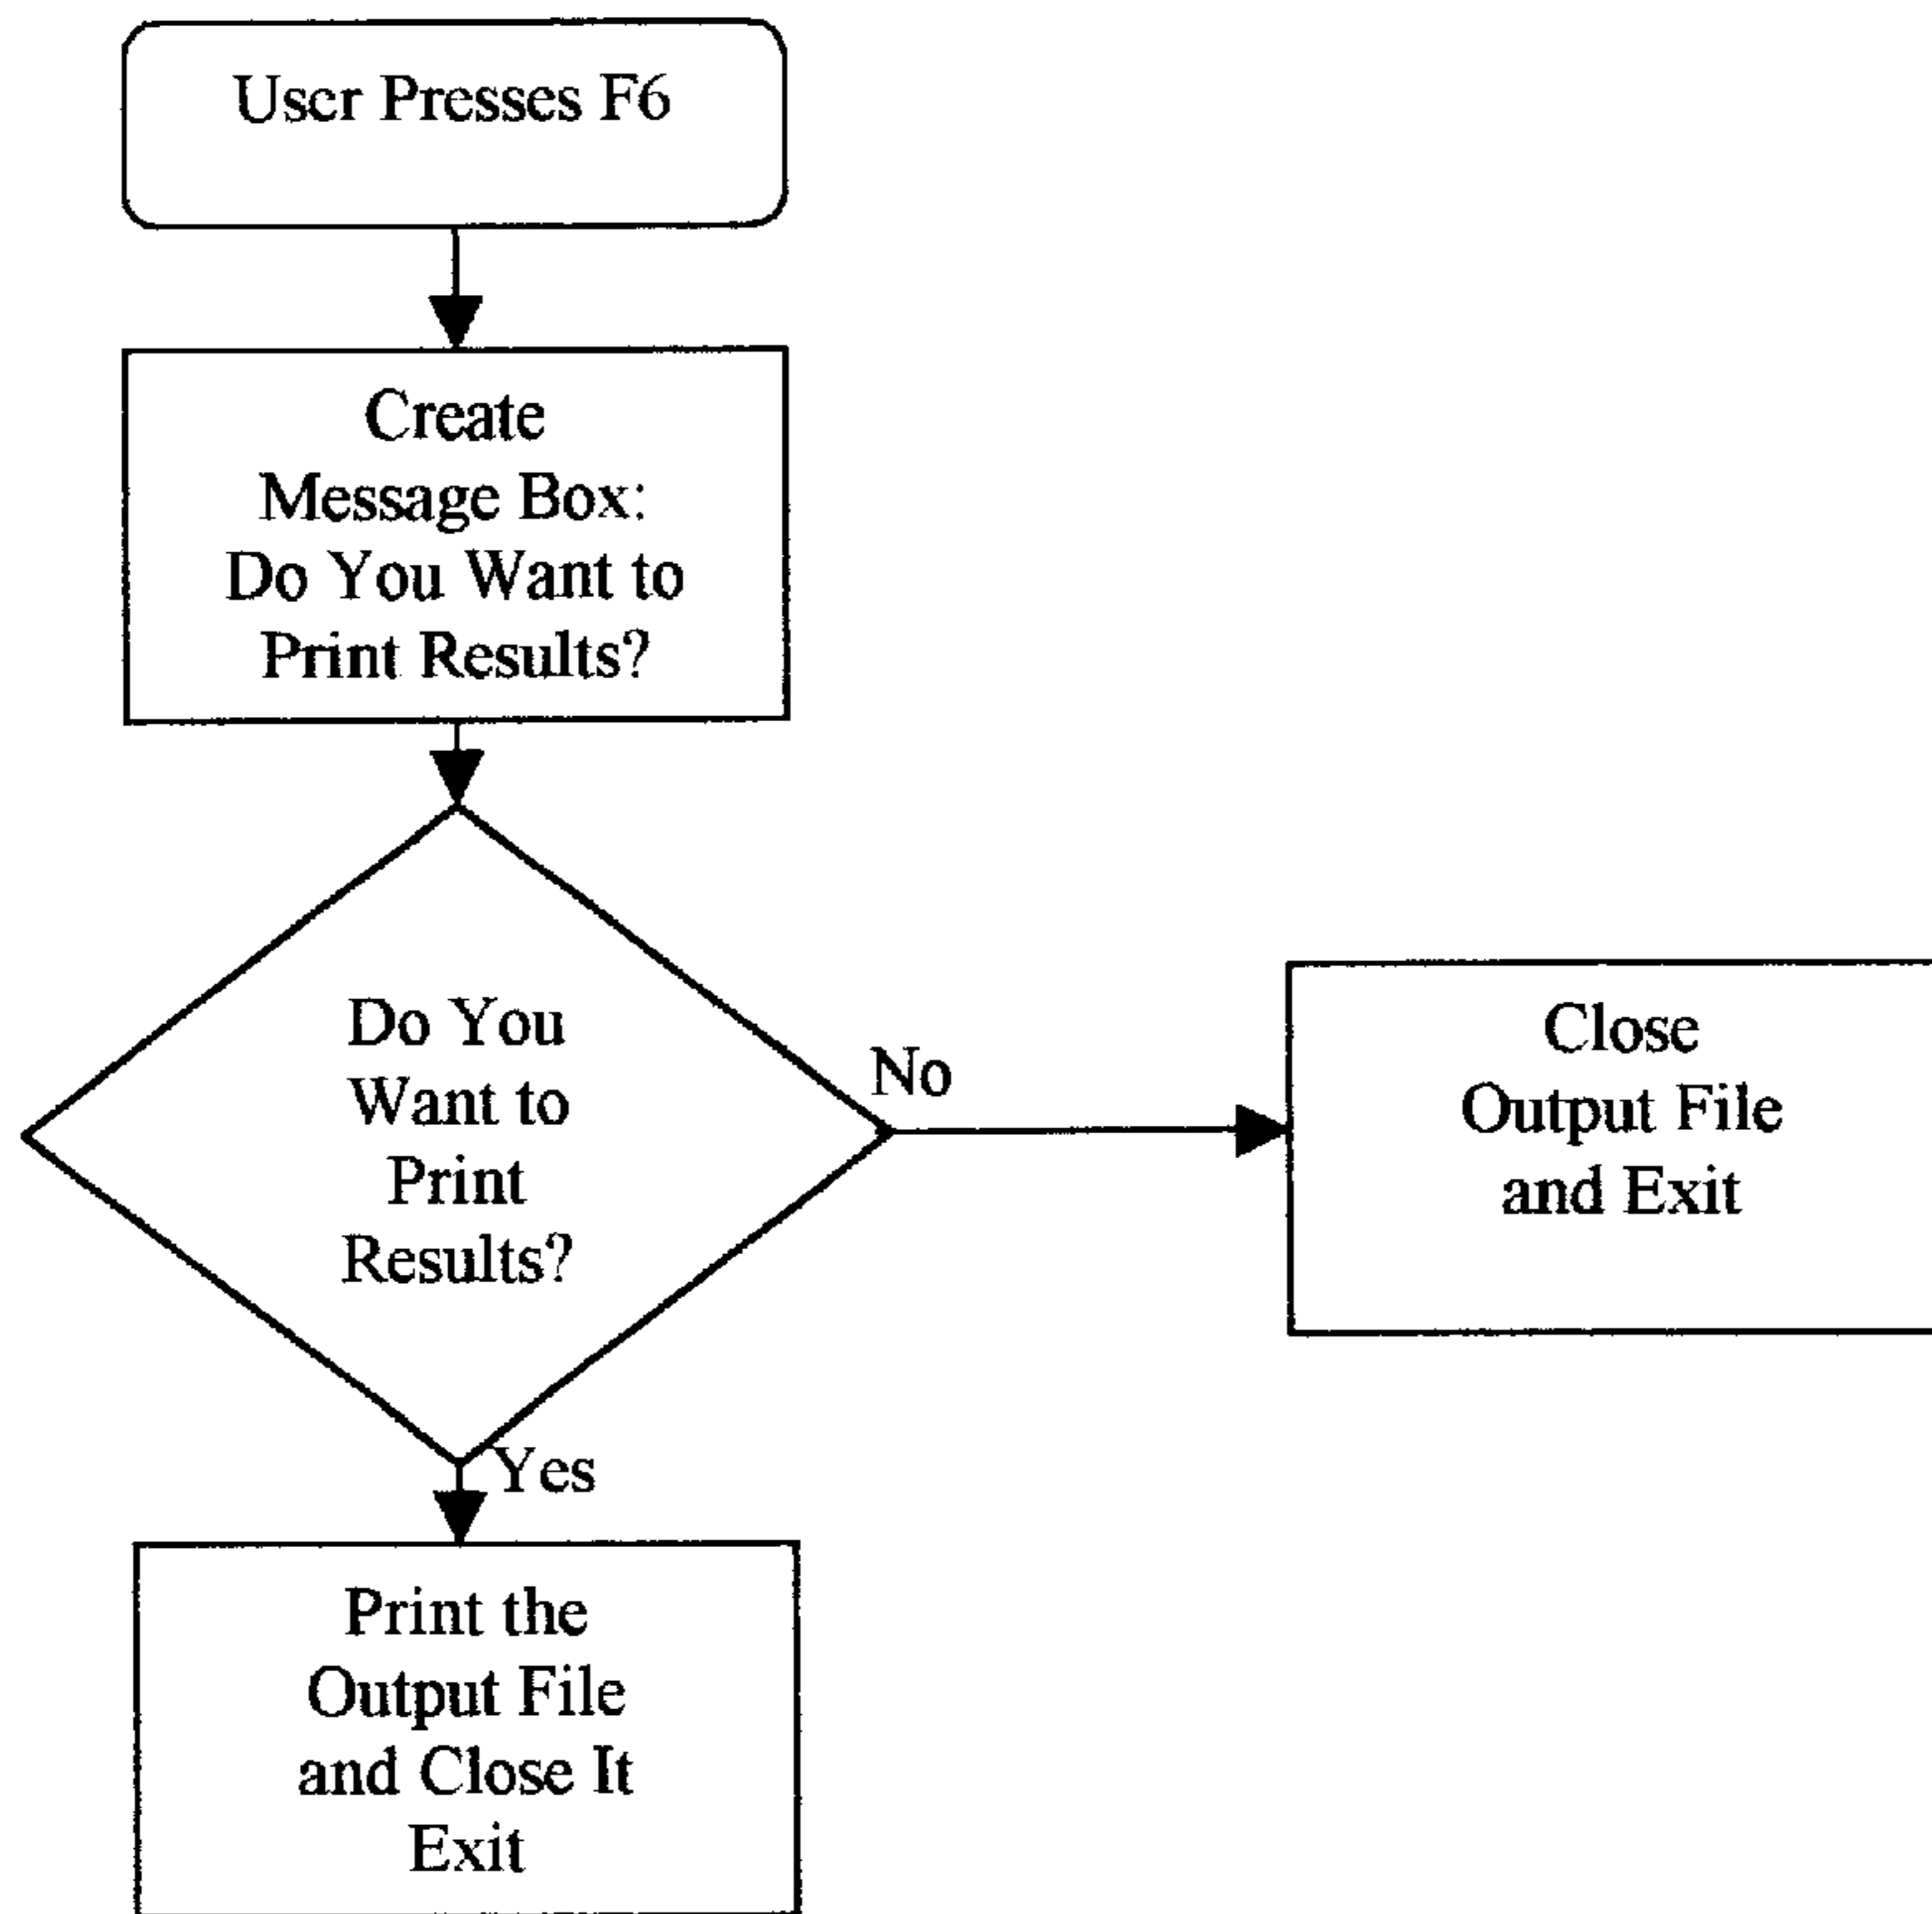 User Presses F6
Create
Message Box:
Do You Want to
Print Results?
Do You
Want to
Print
Results?
No
Close
Output File
and Exit
Yes
Print the
Output File
and Close It
Exit